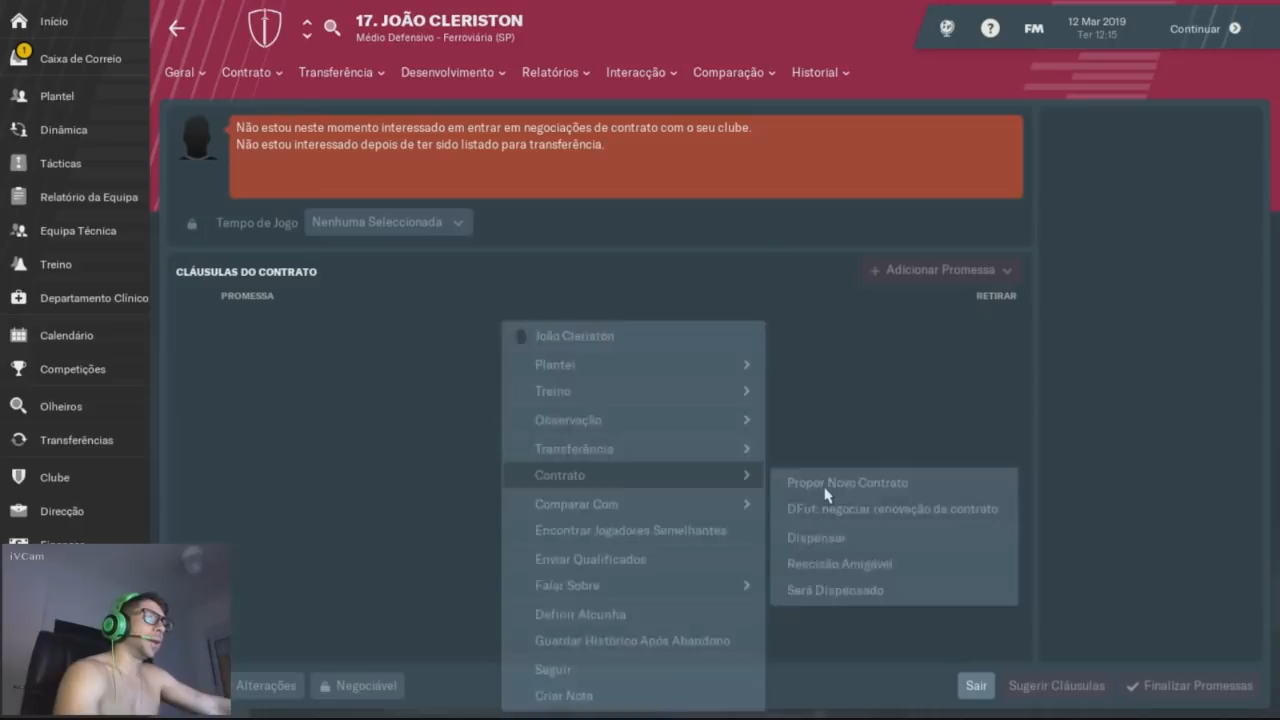 Início
1
Caixa de Correio
Plantel
Dinâmica
Tácticas
Relatório da Equipa
Equipa Técnica
Treino
Departamento Clínico
Calendário
Competições
Olheiros
Transferências
Clube
Direcção
17. JOÃO CLERISTON
Médio Defensivo - Ferroviária (SP)
?
FM
12 Mar 2019
Ter 12:15
Continuar
Geral
Contrato
Transferência
Desenvolvimento
Relatórios
Interacção
Comparação
Historial
Não estou neste momento interessado em entrar em negociações de contrato com o seu clube.
Não estou interessado depois de ter sido listado para transferência.
Tempo de Jogo
Nenhuma Seleccionada
CLÁUSULAS DO CONTRATO
+ Adicionar Promessa
PROMESSA
RETIRAR
João Cleriston
Plantel
Treino
Observação
Transferência
Contrato
Comparar Com
Encontrar Jogadores Semelhantes
Enviar Qualificados
Falar Sobre
Definir Alcunha
Guardar Histórico Após Abandono
Seguir
Criar Nota
Propor Novo Contrato
DFut: negociar renovação da contrato
Dispensar
Rescisão Amigável
Será Dispensado
iVCam
Alterações
Negociável
Sair
Sugerir Cláusulas
Finalizar Promessas